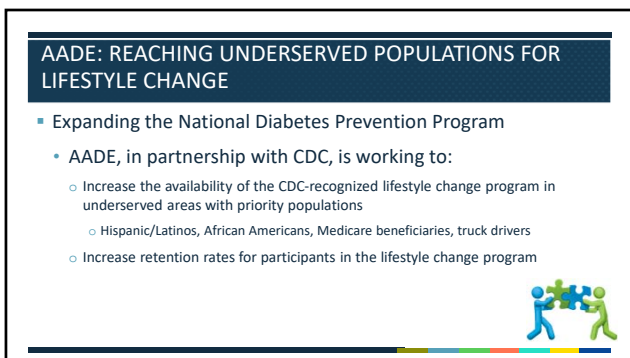 AADE: REACHING UNDERSERVED POPULATIONS FOR
LIFESTYLE CHANGE
▪ Expanding the National Diabetes Prevention Program
• AADE, in partnership with CDC, is working to:
o Increase the availability of the CDC-recognized lifestyle change program in
underserved areas with priority populations
o Hispanic/Latinos, African Americans, Medicare beneficiaries, truck drivers
o Increase retention rates for participants in the lifestyle change program